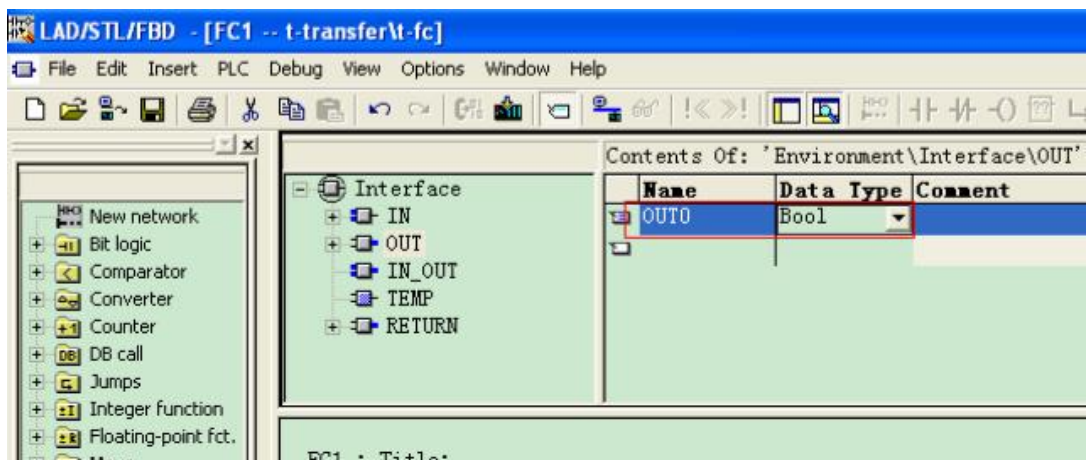 LAD/STL/FBD - [FC1 -- t-transfer\t-fc]
File Edit Insert PLC Debug View Options Window Help
Contents Of: 'Environment\Interface\OUT'
Interface
IN
OUT
IN_OUT
TEMP
RETURN
Name Data Type Comment
OUT0 Bool
New network
Bit logic
Comparator
Converter
Counter
DB call
Jumps
Integer function
Floating-point fct.
FC1 : Title: